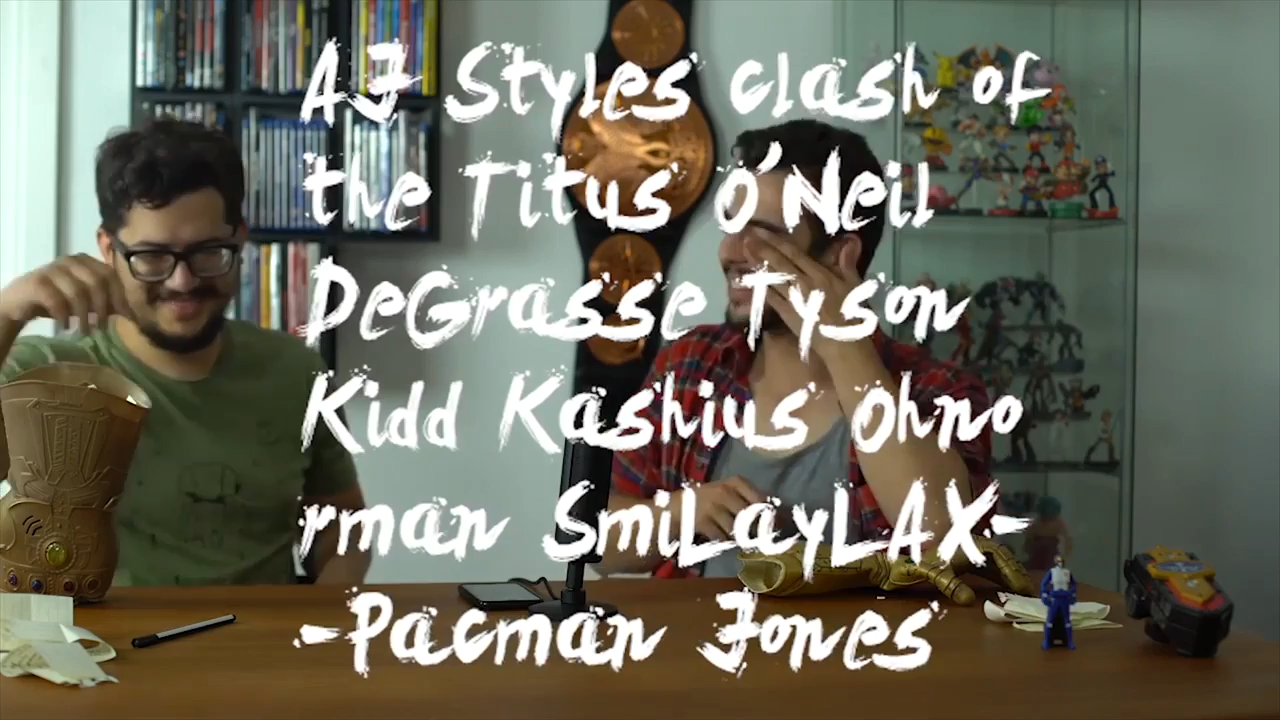 AJ Styles clash of
the Titus O'Neil
DeGrasse Tyson
Kidd Kashius Ohno
rman SmiLayLAX-
-Pacman Jones